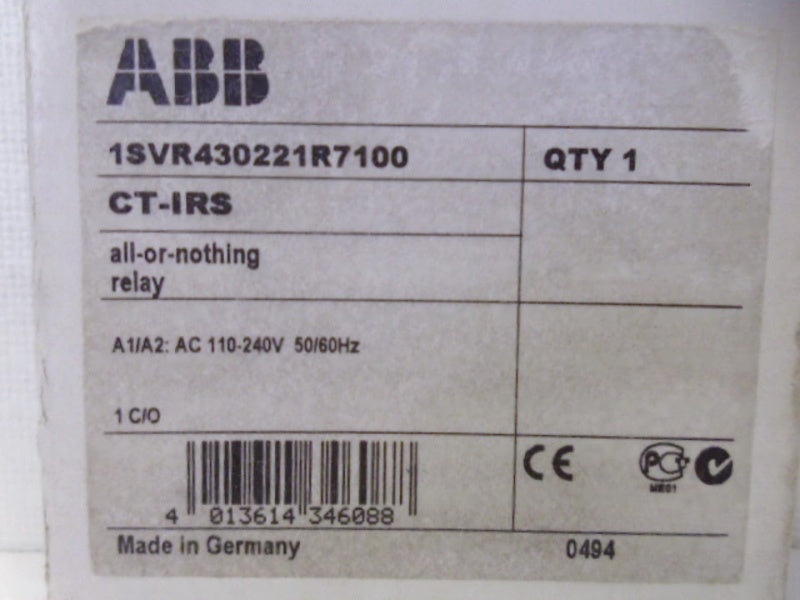 ABB
1SVR430221R7100
QTY 1
CT-IRS
all-or-nothing
relay
A1/A2: AC 110-240V 50/60Hz
1 C/O
CE
4 013614 346088
Made in Germany
0494